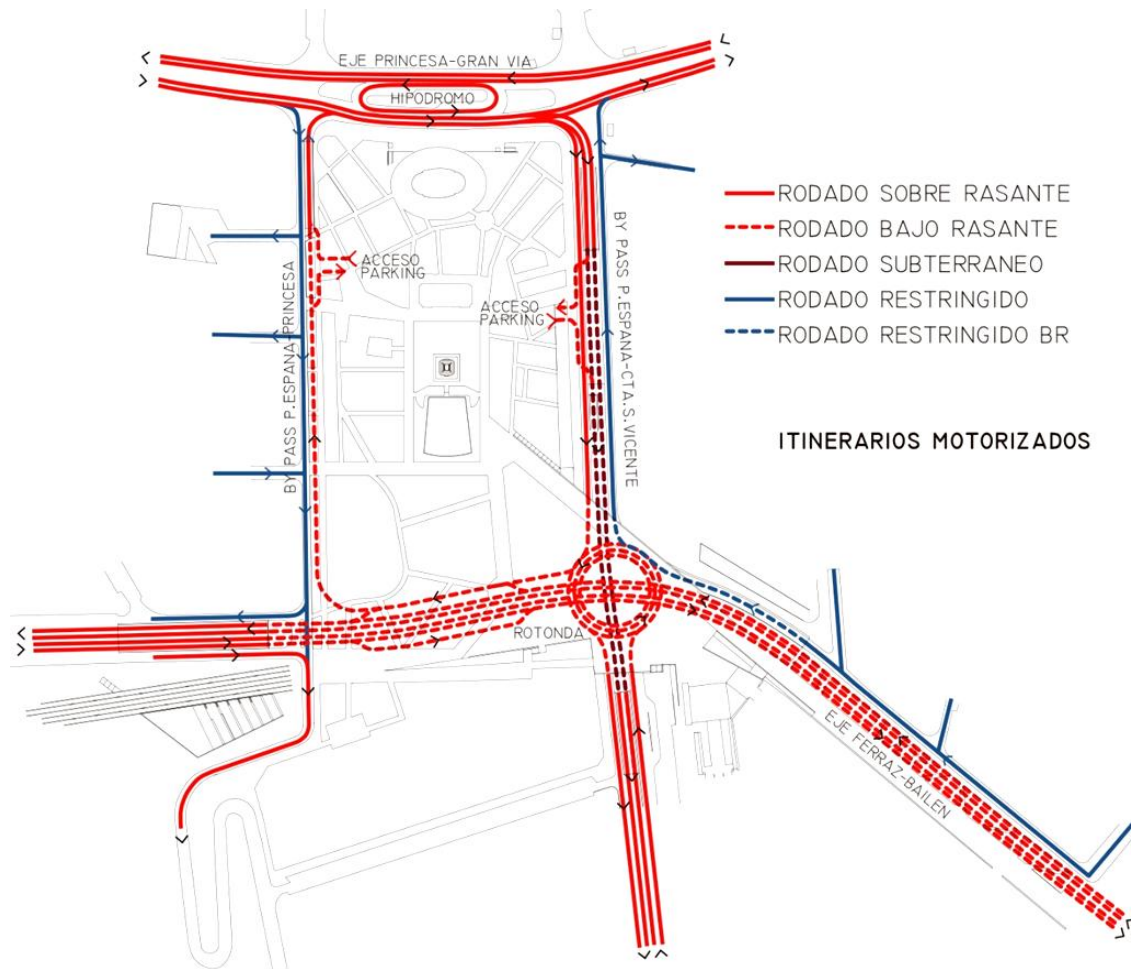 EJE PRINCESA-GRAN VIA
HIPODROMO
RODADO SOBRE RASANTE
RODADO BAJO RASANTE
RODADO SUBTERRANEO
RODADO RESTRINGIDO
RODADO RESTRINGIDO BR
ACCESO
PARKING
ACCESO
PARKING
BY PASS P.ESPANA-PRINCESA
BY PASS P.ESPANA-CTA.S.VICENTE
ITINERARIOS MOTORIZADOS
ROTONDA
EJE FERRAZ-BAILEN